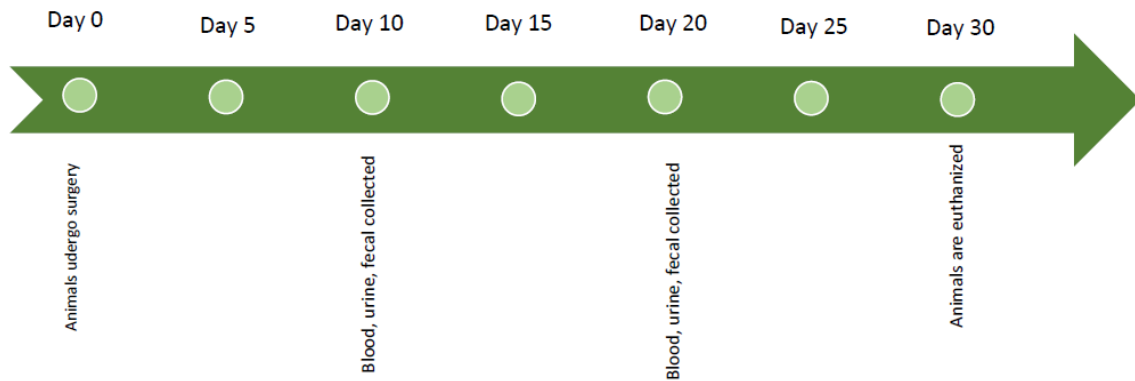 Day 0
Day 5
Day 10
Day 15
Day 20
Day 25
Day 30
Animals udergo surgery
Blood, urine, fecal collected
Blood, urine, fecal collected
Animals are euthanized